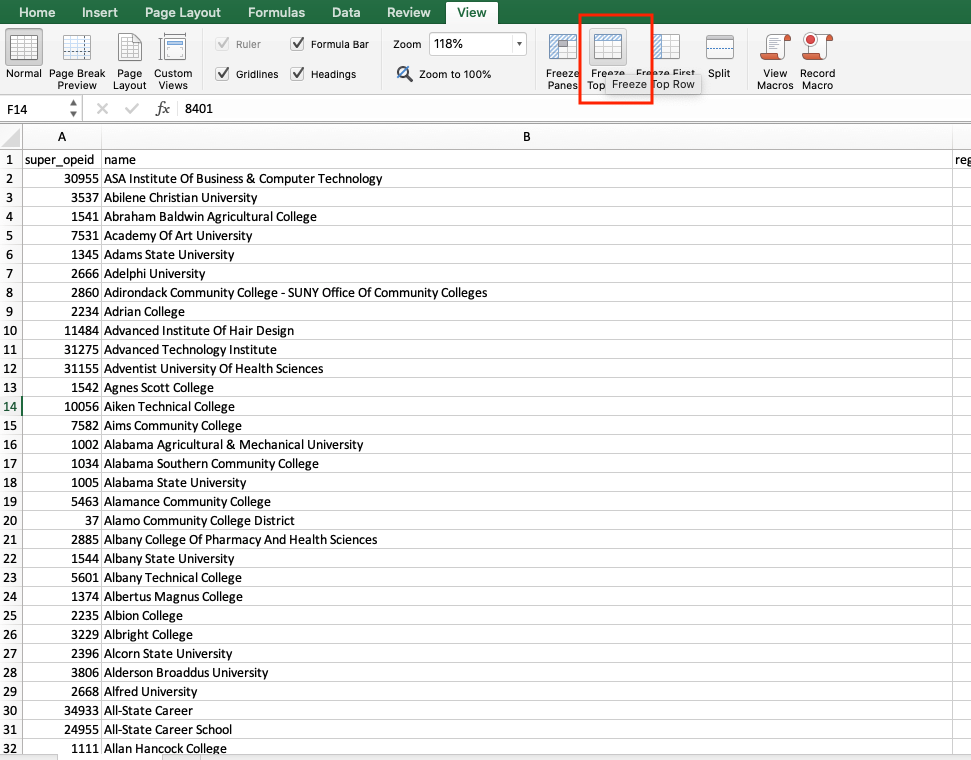 Home Insert Page Layout Formulas Data Review View
Ruler Formula Bar Zoom 118%
Gridlines Headings Zoom to 100%
Normal Page Break Preview Page Layout Custom Views Freeze Panes Freeze Top Freeze First Split View Macros Record Macro
Freeze Top Row
F14 fx 8401
A B
1 super_opeid name
2 30955 ASA Institute Of Business & Computer Technology
3 3537 Abilene Christian University
4 1541 Abraham Baldwin Agricultural College
5 7531 Academy Of Art University
6 1345 Adams State University
7 2666 Adelphi University
8 2860 Adirondack Community College - SUNY Office Of Community Colleges
9 2234 Adrian College
10 11484 Advanced Institute Of Hair Design
11 31275 Advanced Technology Institute
12 31155 Adventist University Of Health Sciences
13 1542 Agnes Scott College
14 10056 Aiken Technical College
15 7582 Aims Community College
16 1002 Alabama Agricultural & Mechanical University
17 1034 Alabama Southern Community College
18 1005 Alabama State University
19 5463 Alamance Community College
20 37 Alamo Community College District
21 2885 Albany College Of Pharmacy And Health Sciences
22 1544 Albany State University
23 5601 Albany Technical College
24 1374 Albertus Magnus College
25 2235 Albion College
26 3229 Albright College
27 2396 Alcorn State University
28 3806 Alderson Broaddus University
29 2668 Alfred University
30 34933 All-State Career
31 24955 All-State Career School
32 1111 Allan Hancock College